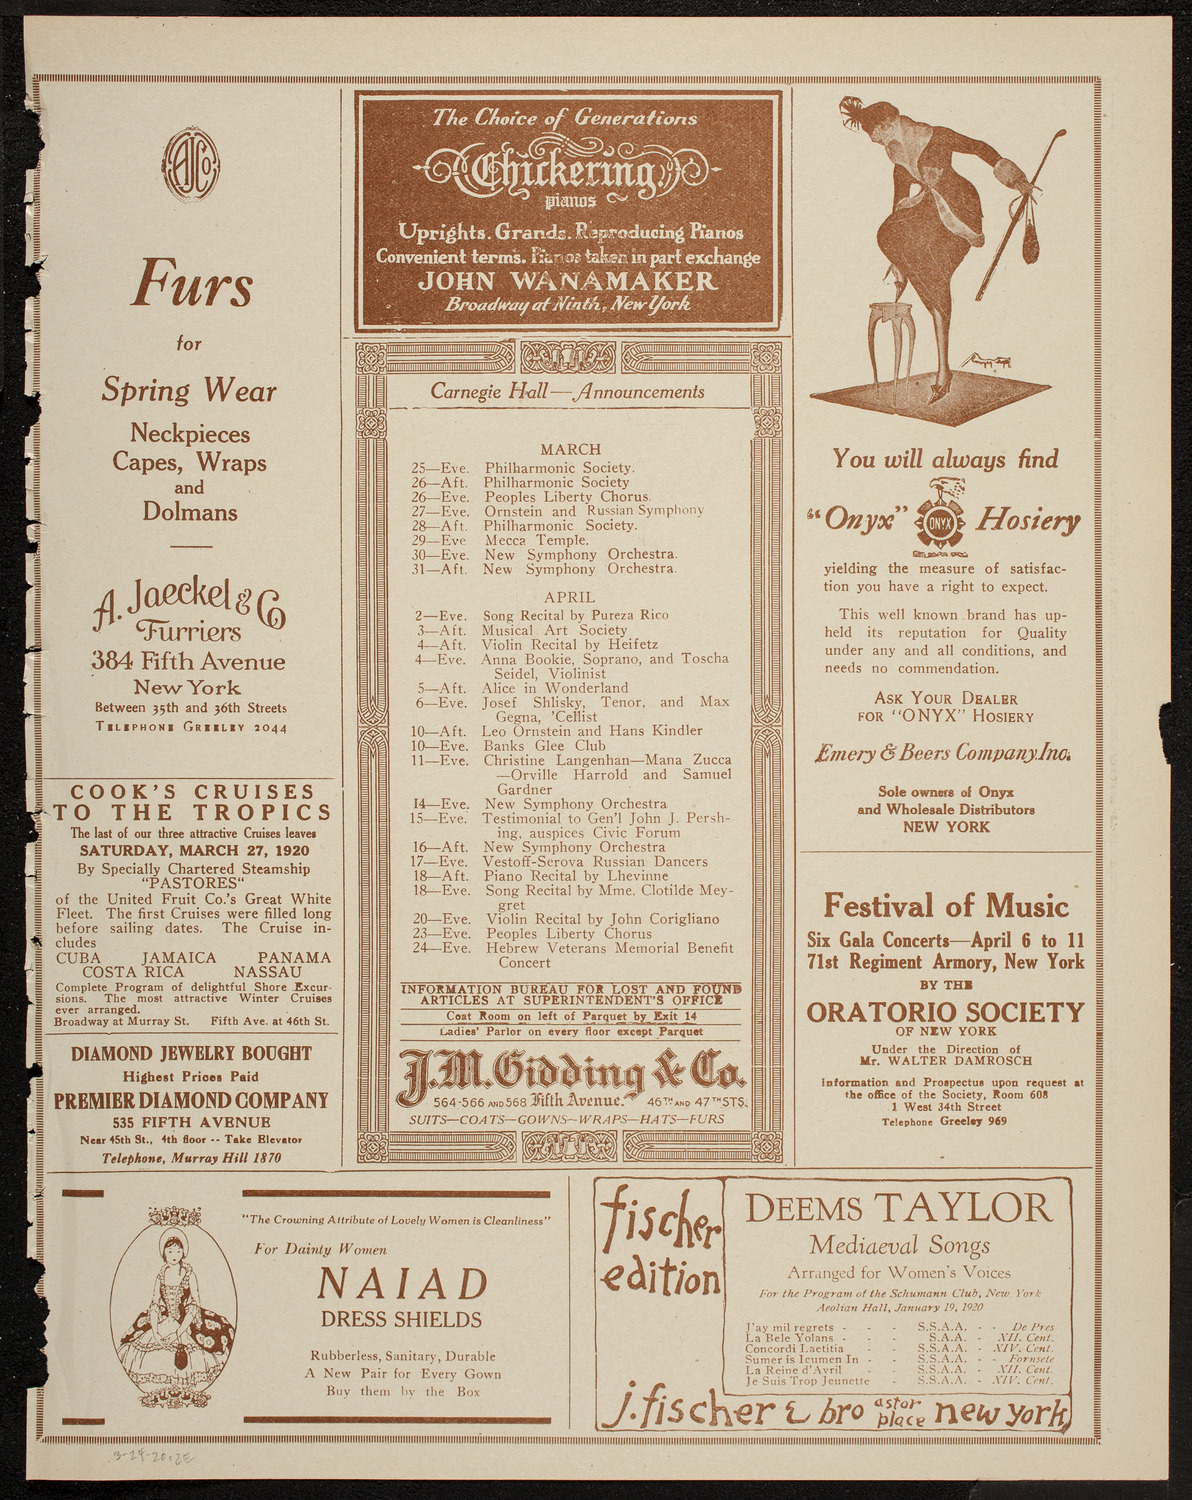 AJCo
Furs
for
Spring Wear
Neckpieces
Capes, Wraps
and
Dolmans
A. Jaeckel & Co
Furriers
384 Fifth Avenue
New York
Between 35th and 36th Streets
TELEPHONE GREELEY 2044
COOK'S CRUISES
TO THE TROPICS
The last of our three attractive Cruises leaves
SATURDAY, MARCH 27, 1920
By Specially Chartered Steamship
"PASTORES"
of the United Fruit Co.'s Great White
Fleet. The first Cruises were filled long
before sailing dates. The Cruise in-
cludes
CUBA JAMAICA PANAMA
COSTA RICA NASSAU
Complete Program of delightful Shore Excur-
sions. The most attractive Winter Cruises
ever arranged.
Broadway at Murray St. Fifth Ave. at 46th St.
DIAMOND JEWELRY BOUGHT
Highest Prices Paid
PREMIER DIAMOND COMPANY
535 FIFTH AVENUE
Near 45th St., 4th floor -- Take Elevator
Telephone, Murray Hill 1870
The Choice of Generations
Chickering
pianos
Uprights. Grands. Reproducing Pianos
Convenient terms. Pianos taken in part exchange
JOHN WANAMAKER
Broadway at Ninth, New York
Carnegie Hall—Announcements
MARCH
25—Eve. Philharmonic Society.
26—Aft. Philharmonic Society
26—Eve. Peoples Liberty Chorus.
27—Eve. Ornstein and Russian Symphony
28—Aft. Philharmonic Society.
29—Eve Mecca Temple.
30—Eve. New Symphony Orchestra.
31—Aft. New Symphony Orchestra.
APRIL
2—Eve. Song Recital by Pureza Rico
3—Aft. Musical Art Society
4—Aft. Violin Recital by Heifetz
4—Eve. Anna Bookie, Soprano, and Toscha
Seidel, Violinist
5—Aft. Alice in Wonderland
6—Eve. Josef Shlisky, Tenor, and Max
Gegna, 'Cellist
10—Aft. Leo Ornstein and Hans Kindler
10—Eve. Banks Glee Club
11—Eve. Christine Langenhan—Mana Zucca
—Orville Harrold and Samuel
Gardner
14—Eve. New Symphony Orchestra
15—Eve. Testimonial to Gen'l John J. Persh-
ing, auspices Civic Forum
16—Aft. New Symphony Orchestra
17—Eve. Vestoff-Serova Russian Dancers
18—Aft. Piano Recital by Lhevinne
18—Eve. Song Recital by Mme. Clotilde Mey-
gret
20—Eve. Violin Recital by John Corigliano
23—Eve. Peoples Liberty Chorus
24—Eve. Hebrew Veterans Memorial Benefit
Concert
INFORMATION BUREAU FOR LOST AND FOUND
ARTICLES AT SUPERINTENDENT'S OFFICE
Coat Room on left of Parquet by Exit 14
Ladies' Parlor on every floor except Parquet
J.M. Gidding & Co.
564-566 AND 568 Fifth Avenue. 46TH AND 47TH STS.
SUITS—COATS—GOWNS—WRAPS—HATS—FURS
You will always find
"Onyx" ONYX Hosiery
yielding the measure of satisfac-
tion you have a right to expect.
This well known brand has up-
held its reputation for Quality
under any and all conditions, and
needs no commendation.
ASK YOUR DEALER
FOR "ONYX" HOSIERY
Emery & Beers Company, Inc.
Sole owners of Onyx
and Wholesale Distributors
NEW YORK
Festival of Music
Six Gala Concerts—April 6 to 11
71st Regiment Armory, New York
BY THE
ORATORIO SOCIETY
OF NEW YORK
Under the Direction of
Mr. WALTER DAMROSCH
Information and Prospectus upon request at
the office of the Society, Room 608
1 West 34th Street
Telephone Greeley 969
"The Crowning Attribute of Lovely Women is Cleanliness"
For Dainty Women
NAIAD
DRESS SHIELDS
Rubberless, Sanitary, Durable
A New Pair for Every Gown
Buy them by the Box
fischer
edition
DEEMS TAYLOR
Mediaeval Songs
Arranged for Women's Voices
For the Program of the Schumann Club, New York
Aeolian Hall, January 19, 1920
J'ay mil regrets - - - S.S.A.A. - - De Pres
La Bele Yolans - - - S.A.A. - XII. Cent.
Concordi Laetitia - - S.S.A.A. - XIV. Cent.
Sumer is Icumen In - - S.S.A.A. - - Fornsete
La Reine d'Avril - - S.S.A.A. - XII. Cent.
Je Suis Trop Jeunette - S.S.A.A. - XIV. Cent.
j. fischer & bro astor place new york